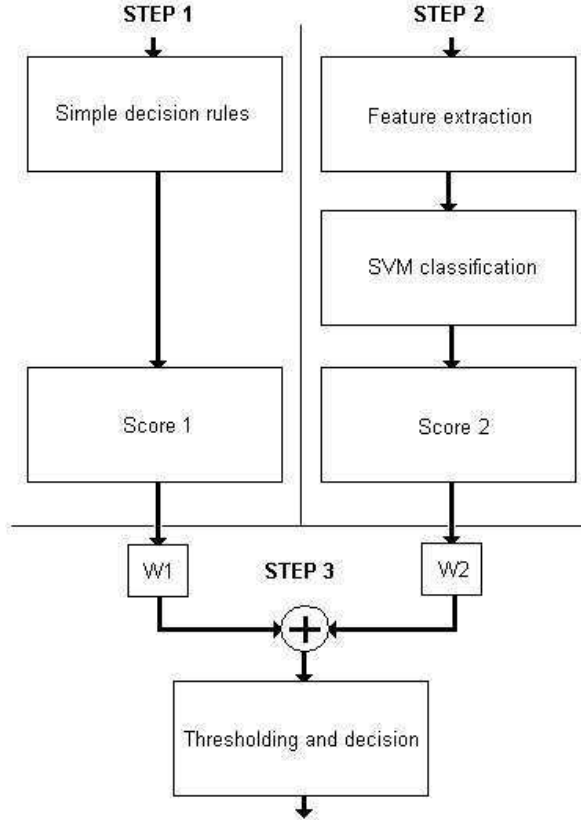 STEP 1
STEP 2
Simple decision rules
Feature extraction
SVM classification
Score 1
Score 2
W1
STEP 3
W2
+
Thresholding and decision